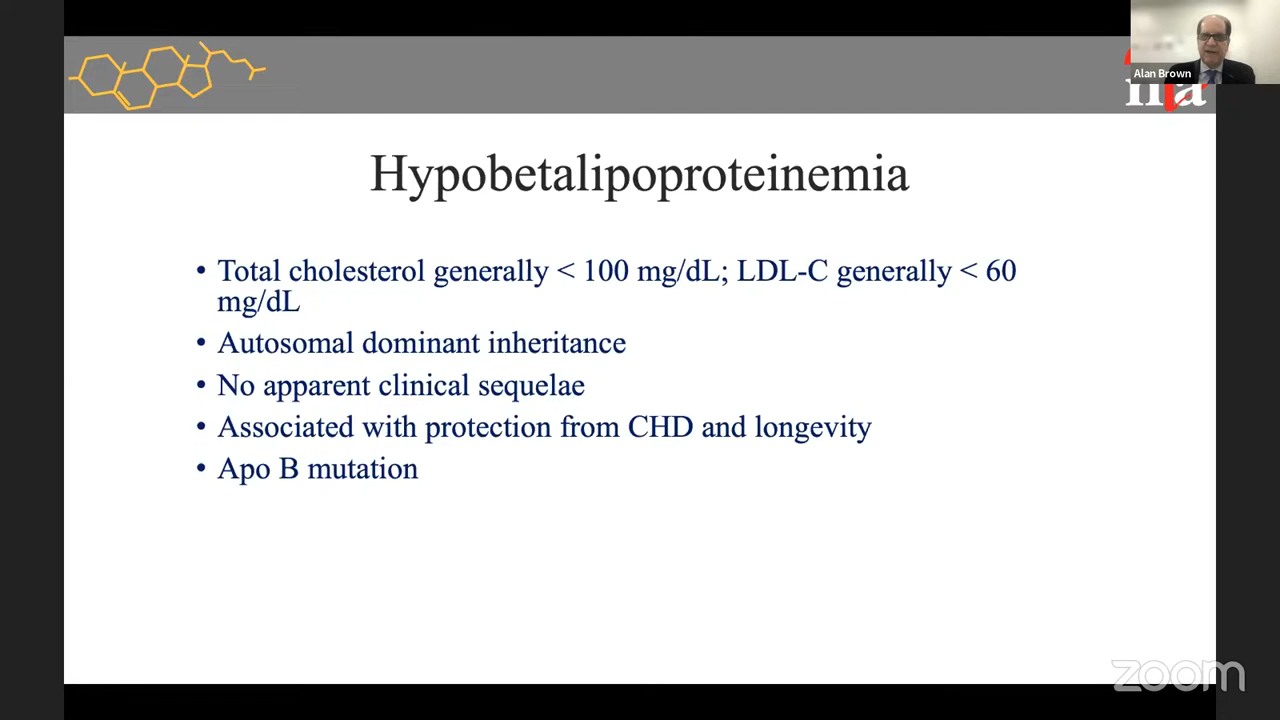 Alan Brown
Hypobetalipoproteinemia
• Total cholesterol generally < 100 mg/dL; LDL-C generally < 60
mg/dL
• Autosomal dominant inheritance
• No apparent clinical sequelae
• Associated with protection from CHD and longevity
• Apo B mutation
zoom